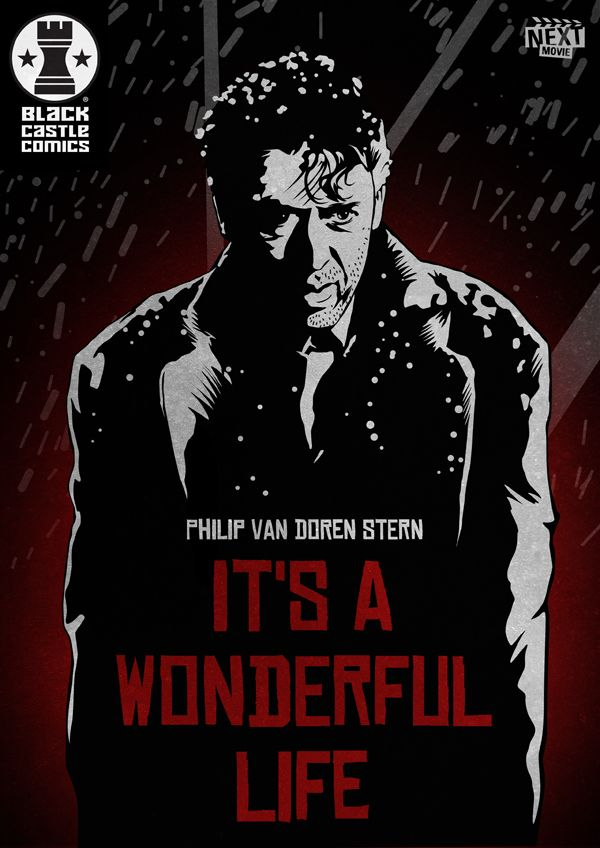 BLACK®
CASTLE
COMICS
NEXT
MOVIE
PHILIP VAN DOREN STERN
IT'S A
WONDERFUL
LIFE